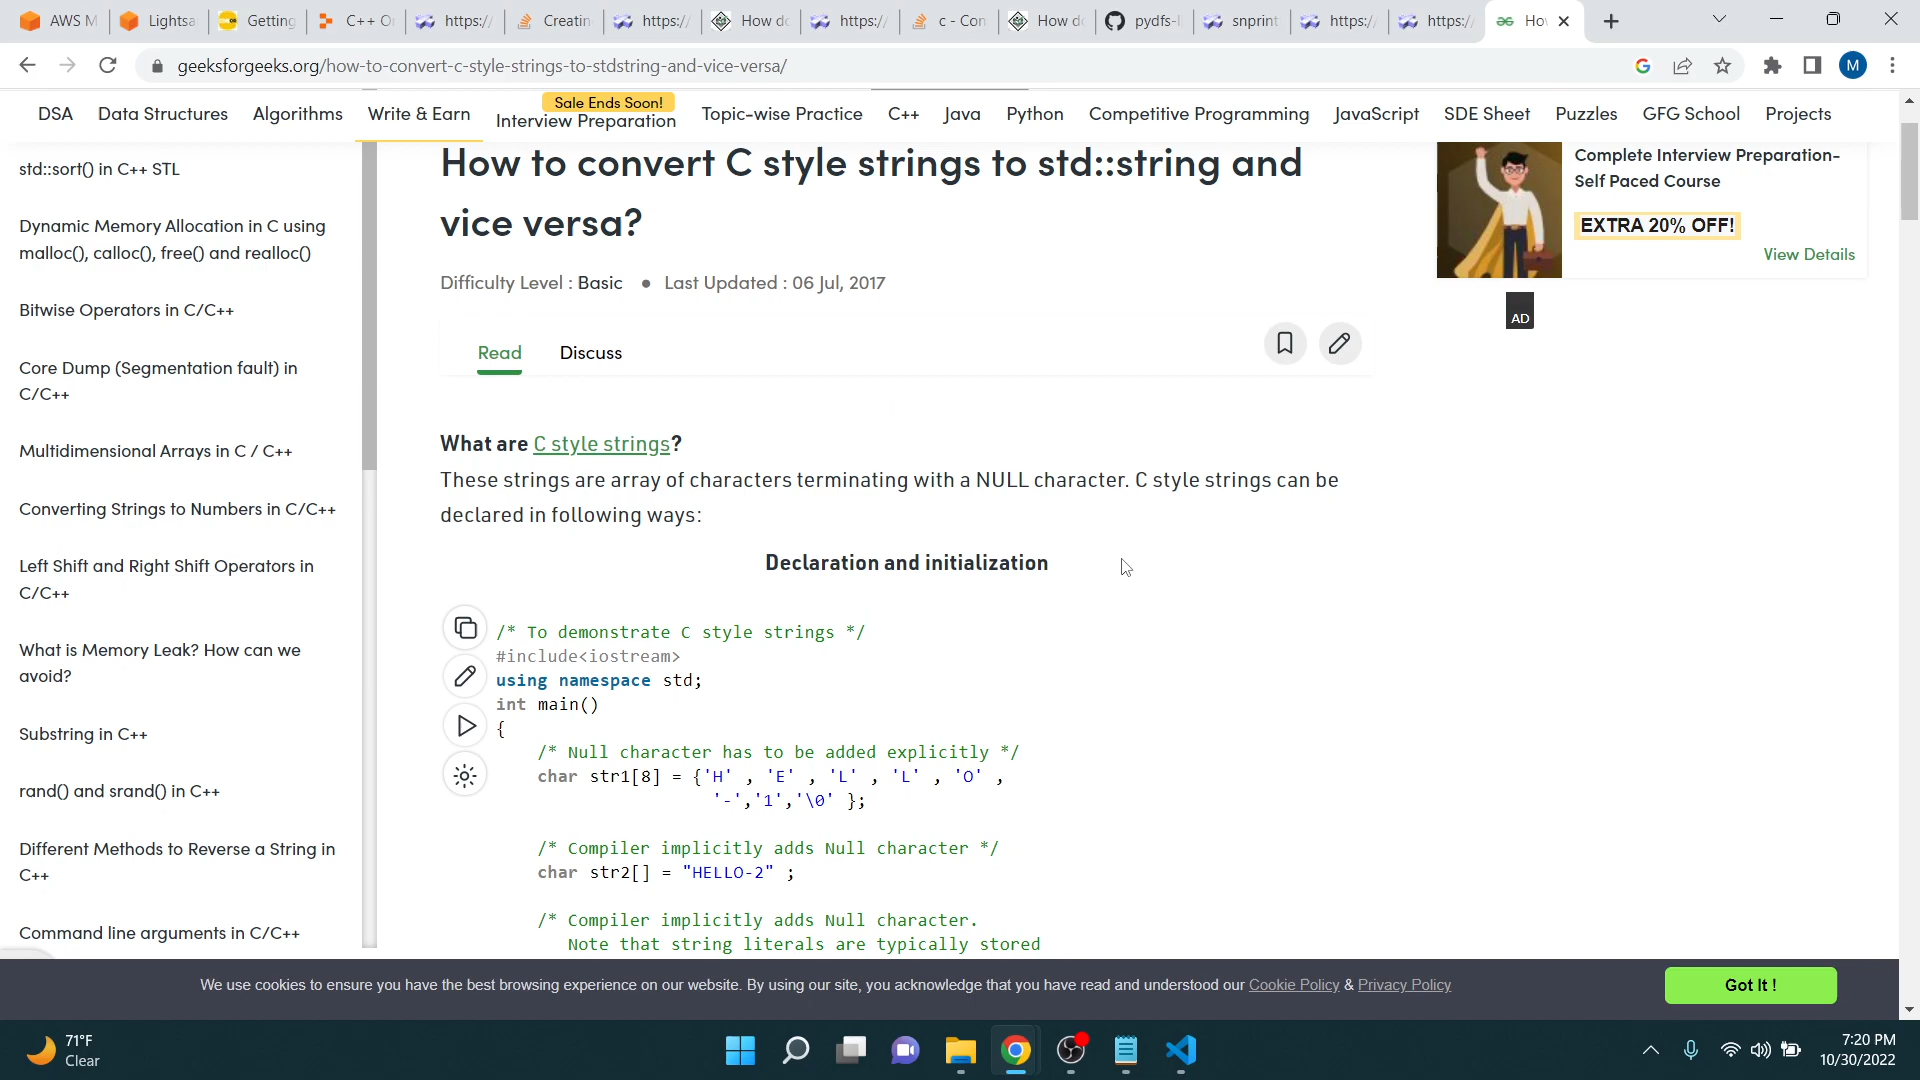 AWS M
Lightsa
Getting
C++ O
https:/
Creatin
https:/
How do
https:/
c - Con
How do
pydfs-l
snprint
https:/
https:/
Ho
geeksforgeeks.org/how-to-convert-c-style-strings-to-stdstring-and-vice-versa/
M
Sale Ends Soon!
DSA Data Structures Algorithms Write & Earn Interview Preparation Topic-wise Practice C++ Java Python Competitive Programming JavaScript SDE Sheet Puzzles GFG School Projects
std::sort() in C++ STL
Dynamic Memory Allocation in C using
malloc(), calloc(), free() and realloc()
Bitwise Operators in C/C++
Core Dump (Segmentation fault) in
C/C++
Multidimensional Arrays in C / C++
Converting Strings to Numbers in C/C++
Left Shift and Right Shift Operators in
C/C++
What is Memory Leak? How can we
avoid?
Substring in C++
rand() and srand() in C++
Different Methods to Reverse a String in
C++
Command line arguments in C/C++
How to convert C style strings to std::string and
vice versa?
Difficulty Level : Basic ● Last Updated : 06 Jul, 2017
Read Discuss
What are C style strings?
These strings are array of characters terminating with a NULL character. C style strings can be
declared in following ways:
Declaration and initialization
/* To demonstrate C style strings */
#include<iostream>
using namespace std;
int main()
{
/* Null character has to be added explicitly */
char str1[8] = {'H' , 'E' , 'L' , 'L' , 'O' ,
'-','1','\0' };
/* Compiler implicitly adds Null character */
char str2[] = "HELLO-2" ;
/* Compiler implicitly adds Null character.
Note that string literals are typically stored
Complete Interview Preparation-
Self Paced Course
EXTRA 20% OFF!
View Details
AD
We use cookies to ensure you have the best browsing experience on our website. By using our site, you acknowledge that you have read and understood our Cookie Policy & Privacy Policy
Got It !
71°F
Clear
7:20 PM
10/30/2022